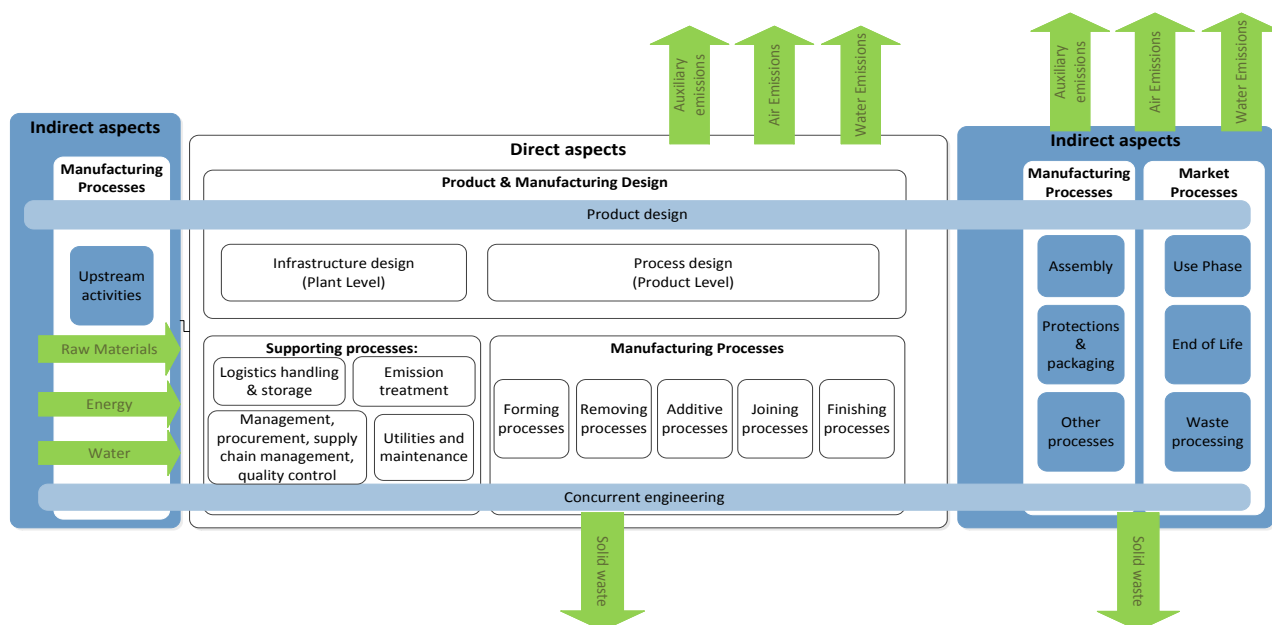 Auxiliary
emissions
Air Emissions
Water Emissions
Auxiliary
emissions
Air Emissions
Water Emissions
Indirect aspects
Manufacturing
Processes
Upstream
activities
Raw Materials
Energy
Water
Direct aspects
Product & Manufacturing Design
Product design
Infrastructure design
(Plant Level)
Process design
(Product Level)
Supporting processes:
Logistics handling
& storage
Emission
treatment
Management,
procurement, supply
chain management,
quality control
Utilities and
maintenance
Manufacturing Processes
Forming
processes
Removing
processes
Additive
processes
Joining
processes
Finishing
processes
Concurrent engineering
Indirect aspects
Manufacturing
Processes
Assembly
Protections
&
packaging
Other
processes
Market
Processes
Use Phase
End of Life
Waste
processing
Solid waste
Solid waste